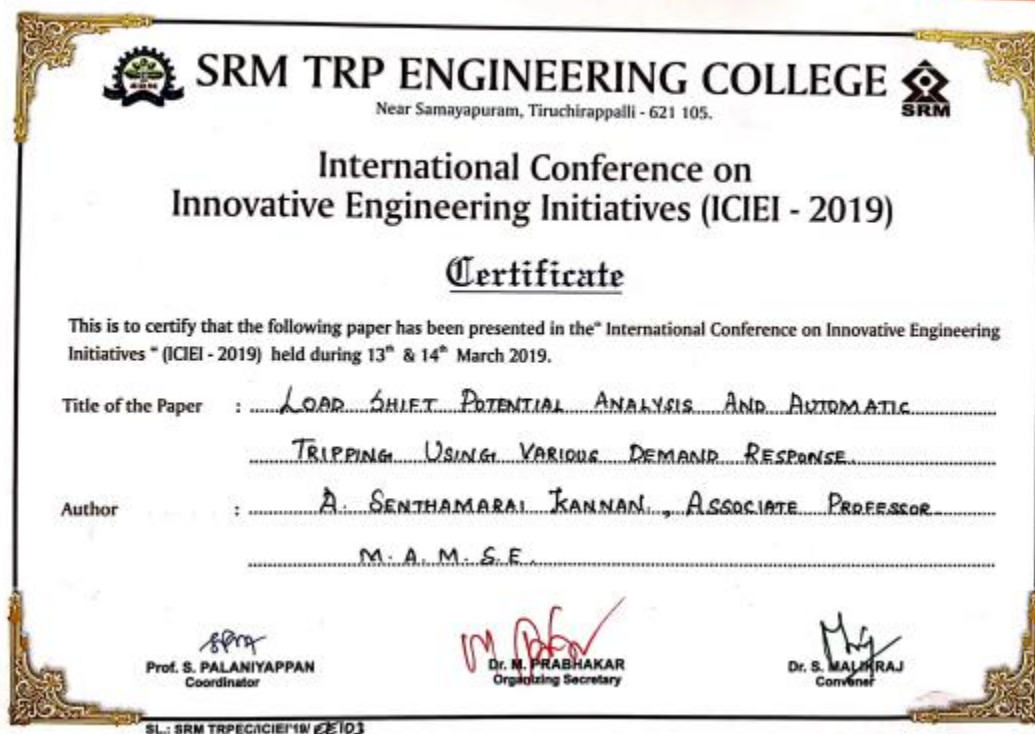 SRM TRP ENGINEERING COLLEGE
SRM
SRM
Near Samayapuram, Tiruchirappalli - 621 105.
International Conference on
Innovative Engineering Initiatives (ICIEI - 2019)
Certificate
This is to certify that the following paper has been presented in the" International Conference on Innovative Engineering
Initiatives " (ICIEI - 2019) held during 13th & 14th March 2019.
Title of the Paper : LOAD SHIFT POTENTIAL ANALYSIS AND AUTOMATIC
TRIPPING USING VARIOUS DEMAND RESPONSE.
Author : A. SENTHAMARAI KANNAN., ASSOCIATE PROFESSOR
M. A. M. S. E.
Prof. S. PALANIYAPPAN
Coordinator
Dr. M. PRABHAKAR
Organizing Secretary
Dr. S. MALIKRAJ
Convener
SL.: SRM TRPEC/ICIEI'19/ EE103